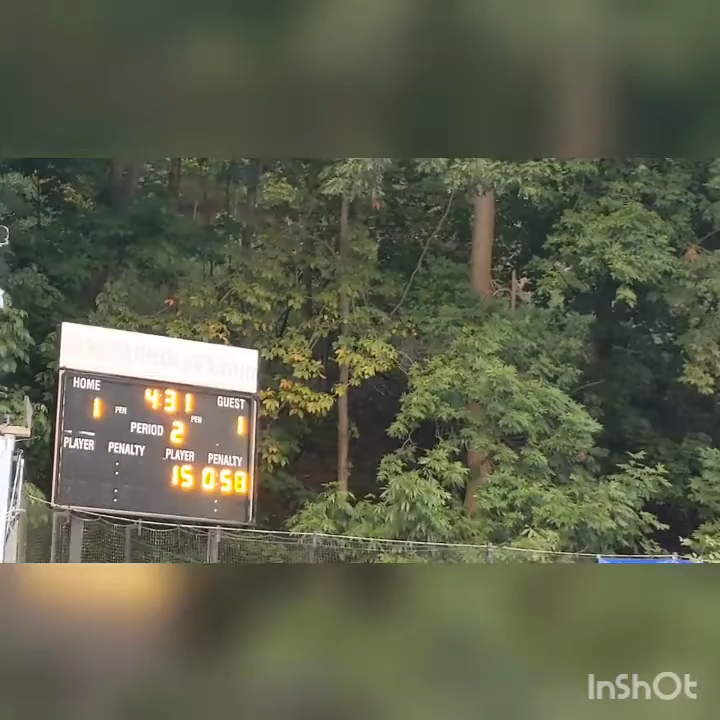 HOME 4:31 GUEST
1 PEN PEN 1
PERIOD 2
PLAYER PENALTY PLAYER PENALTY
15 0:58
InShOt